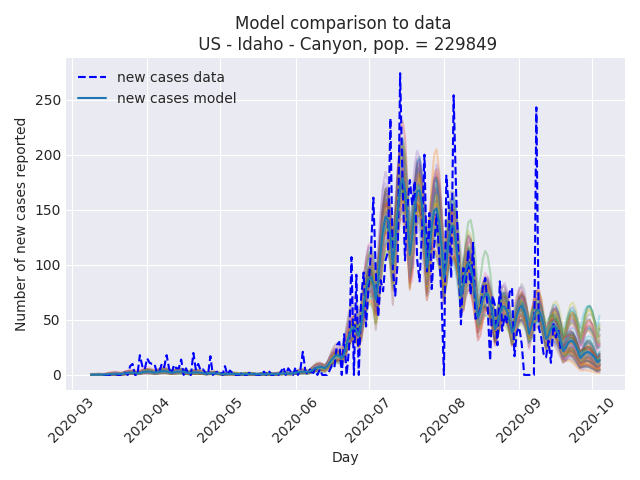 Model comparison to data
US - Idaho - Canyon, pop. = 229849
new cases data
new cases model
Number of new cases reported
250
200
150
100
50
0
2020-03
2020-04
2020-05
2020-06
2020-07
2020-08
2020-09
2020-10
Day